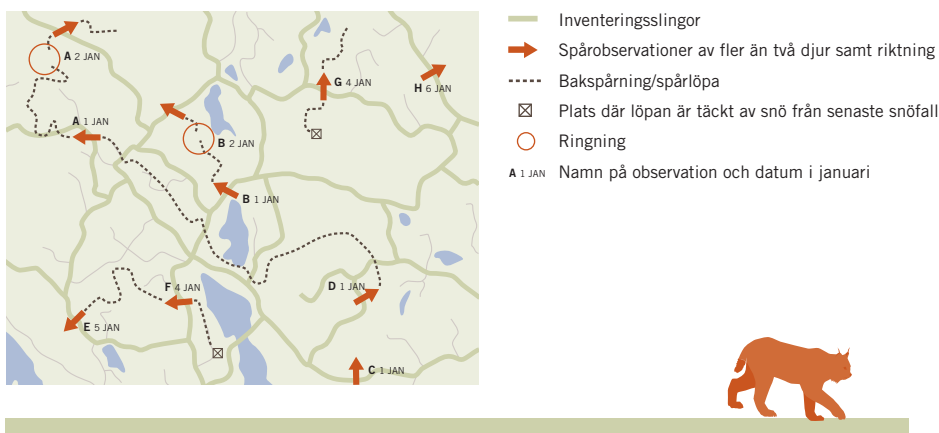 A 2 JAN
G 4 JAN
H 6 JAN
A 1 JAN
B 2 JAN
B 1 JAN
D 1 JAN
F 4 JAN
E 5 JAN
C 1 JAN
Inventeringsslingor
Spårobservationer av fler än två djur samt riktning
Bakspårning/spårlöpa
Plats där löpan är täckt av snö från senaste snöfall
Ringning
A 1 JAN Namn på observation och datum i januari